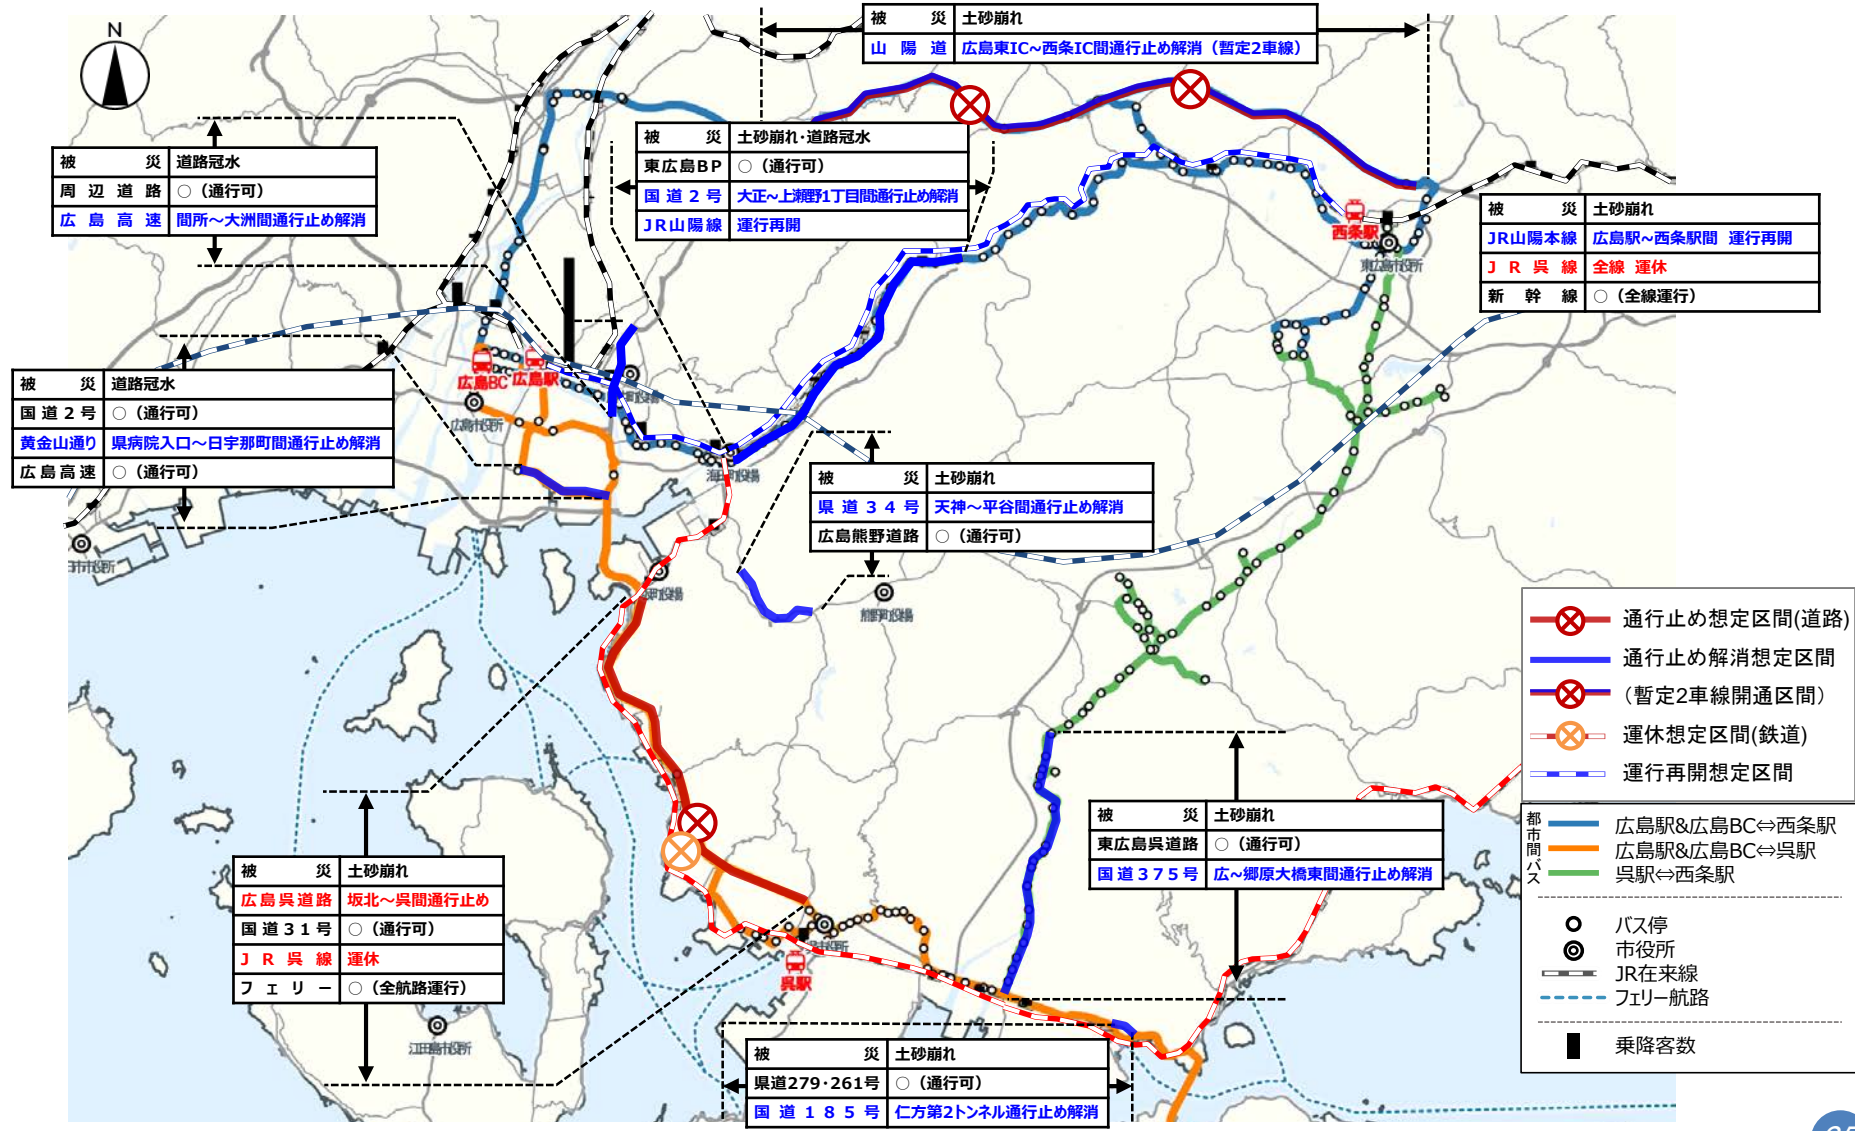 N
被災 土砂崩れ
山陽道 広島東IC~西条IC間通行止め解消（暫定2車線）
被災 道路冠水
周辺道路 ○（通行可）
広島高速 間所～大洲間通行止め解消
被災 土砂崩れ・道路冠水
東広島BP ○（通行可）
国道2号 大正～上瀬野1丁目間通行止め解消
JR山陽線 運行再開
被災 土砂崩れ
JR山陽本線 広島駅~西条駅間 運行再開
JR呉線 全線 運休
新幹線 ○（全線運行）
西条駅
東広島市役所
被災 道路冠水
国道2号 ○（通行可）
黄金山通り 県病院入口～日宇那町間通行止め解消
広島高速 ○（通行可）
広島BC
広島駅
広島市役所
海田町役場
被災 土砂崩れ
県道34号 天神～平谷間通行止め解消
広島熊野道路 ○（通行可）
熊野町役場
被災 土砂崩れ
広島呉道路 坂北～呉間通行止め
国道31号 ○（通行可）
JR呉線 運休
フェリー ○（全航路運行）
江田島市役所
呉駅
被災 土砂崩れ
東広島呉道路 ○（通行可）
国道375号 広~郷原大橋東間通行止め解消
被災 土砂崩れ
県道279・261号 ○（通行可）
国道185号 仁方第2トンネル通行止め解消
通行止め想定区間(道路)
通行止め解消想定区間
（暫定2車線開通区間）
運休想定区間(鉄道)
運行再開想定区間
都市間バス
広島駅&広島BC⇔西条駅
広島駅&広島BC⇔呉駅
呉駅⇔西条駅
バス停
市役所
JR在来線
フェリー航路
乗降客数